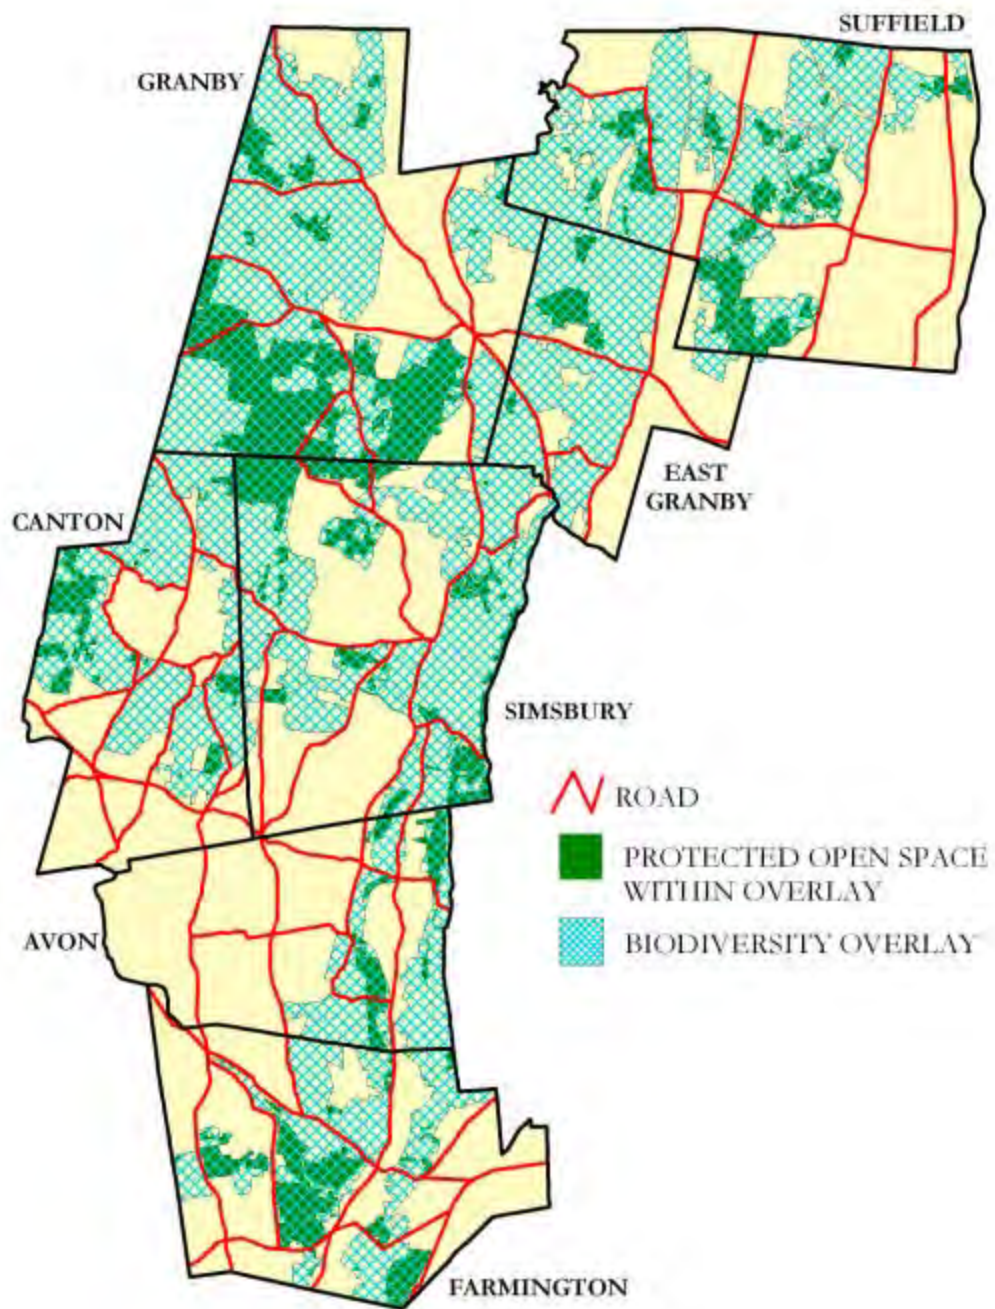 SUFFIELD
GRANBY
EAST
GRANBY
CANTON
SIMSBURY
ROAD
PROTECTED OPEN SPACE
WITHIN OVERLAY
AVON
BIODIVERSITY OVERLAY
FARMINGTON